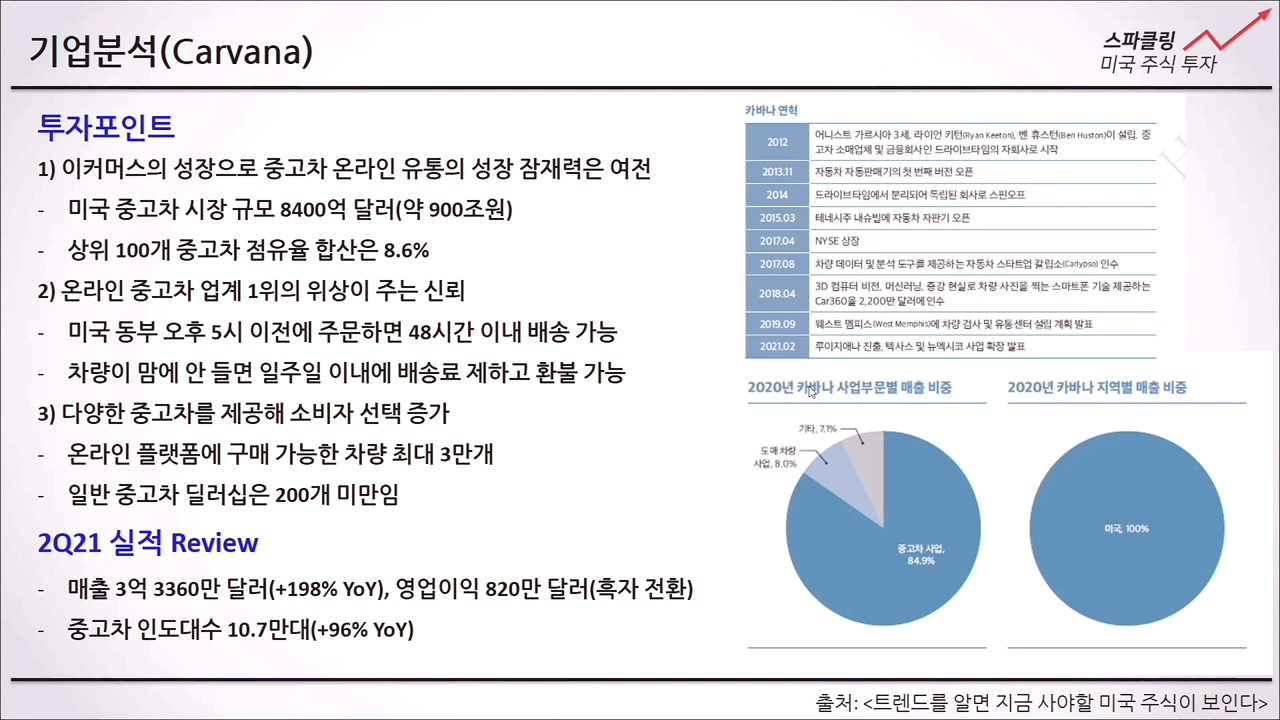 기업분석(Carvana)
스파클링
미국 주식 투자
투자포인트
1) 이커머스의 성장으로 중고차 온라인 유통의 성장 잠재력은 여전
- 미국 중고차 시장 규모 8400억 달러(약 900조원)
- 상위 100개 중고차 점유율 합산은 8.6%
2) 온라인 중고차 업계 1위의 위상이 주는 신뢰
- 미국 동부 오후 5시 이전에 주문하면 48시간 이내 배송 가능
- 차량이 맘에 안 들면 일주일 이내에 배송료 제하고 환불 가능
3) 다양한 중고차를 제공해 소비자 선택 증가
- 온라인 플랫폼에 구매 가능한 차량 최대 3만개
- 일반 중고차 딜러십은 200개 미만임
2Q21 실적 Review
- 매출 3억 3360만 달러(+198% YoY), 영업이익 820만 달러(흑자 전환)
- 중고차 인도대수 10.7만대(+96% YoY)
카바나 연혁
2012 어니스트 가르시아 3세, 라이언 키턴(Ryan Keeton), 벤 휴스턴(Ben Huston)이 설립, 중
고차 소매업체 및 금융회사인 드라이브타임의 자회사로 시작
2013.11 자동차 자동판매기의 첫 번째 버전 오픈
2014 드라이브타임에서 분리되어 독립된 회사로 스핀오프
2015.03 테네시주 내슈빌에 자동차 자판기 오픈
2017.04 NYSE 상장
2017.08 차량 데이터 및 분석 도구를 제공하는 자동차 스타트업 칼립소(Carlypso) 인수
2018.04 3D 컴퓨터 비전, 머신러닝, 증강 현실로 차량 사진을 찍는 스마트폰 기술 제공하는
Car360을 2,200만 달러에 인수
2019.09 웨스트 멤피스(West Memphis)에 차량 검사 및 유통센터 설립 계획 발표
2021.02 루이지애나 진출, 텍사스 및 뉴멕시코 사업 확장 발표
2020년 카바나 사업부문별 매출 비중
기타, 7.1%
도매 차량
사업, 8.0%
중고차 사업,
84.9%
2020년 카바나 지역별 매출 비중
미국, 100%
출처: <트렌드를 알면 지금 사야할 미국 주식이 보인다>